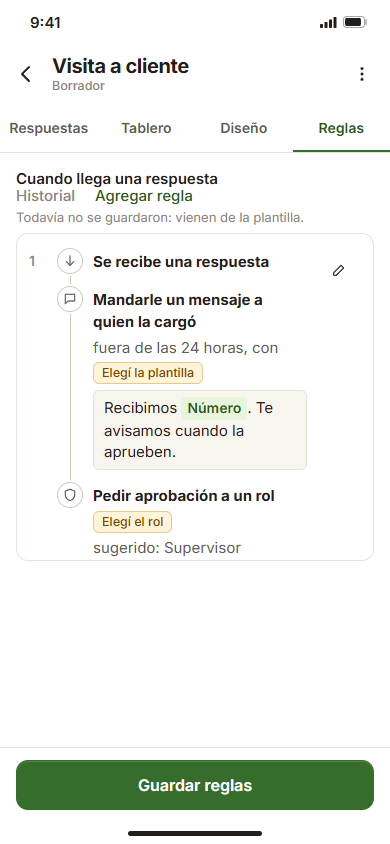 9:41
Visita a cliente
Borrador
Respuestas Tablero Diseño Reglas
Cuando llega una respuesta
Historial Agregar regla
Todavía no se guardaron: vienen de la plantilla.
1 Se recibe una respuesta
Mandarle un mensaje a
quien la cargó
fuera de las 24 horas, con
Elegí la plantilla
Recibimos Número. Te
avisamos cuando la
aprueben.
Pedir aprobación a un rol
Elegí el rol
sugerido: Supervisor
Guardar reglas